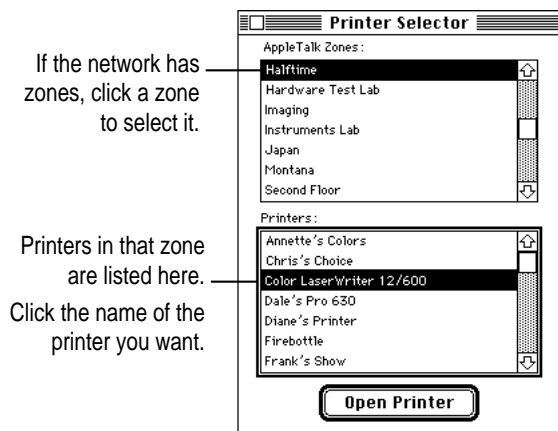 Printer Selector
AppleTalk Zones:
If the network has
zones, click a zone
to select it.
Halftime
Hardware Test Lab
Imaging
Instruments Lab
Japan
Montana
Second Floor
Printers:
Printers in that zone
are listed here.
Click the name of the
printer you want.
Annette's Colors
Chris's Choice
Color LaserWriter 12/600
Dale's Pro 630
Diane's Printer
Firebottle
Frank's Show
Open Printer